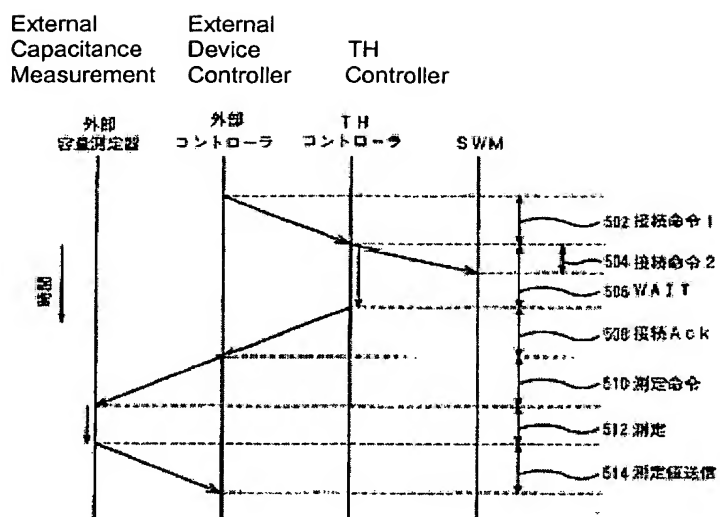 External
Capacitance
Measurement
External
Device
Controller
TH
Controller
外部
容量測定器
外部
コントローラ
TH
コントローラ
SWM
時間
502 接続命令1
504 接続命令2
506 WAIT
508 接続Ack
510 測定命令
512 測定
514 測定値送信